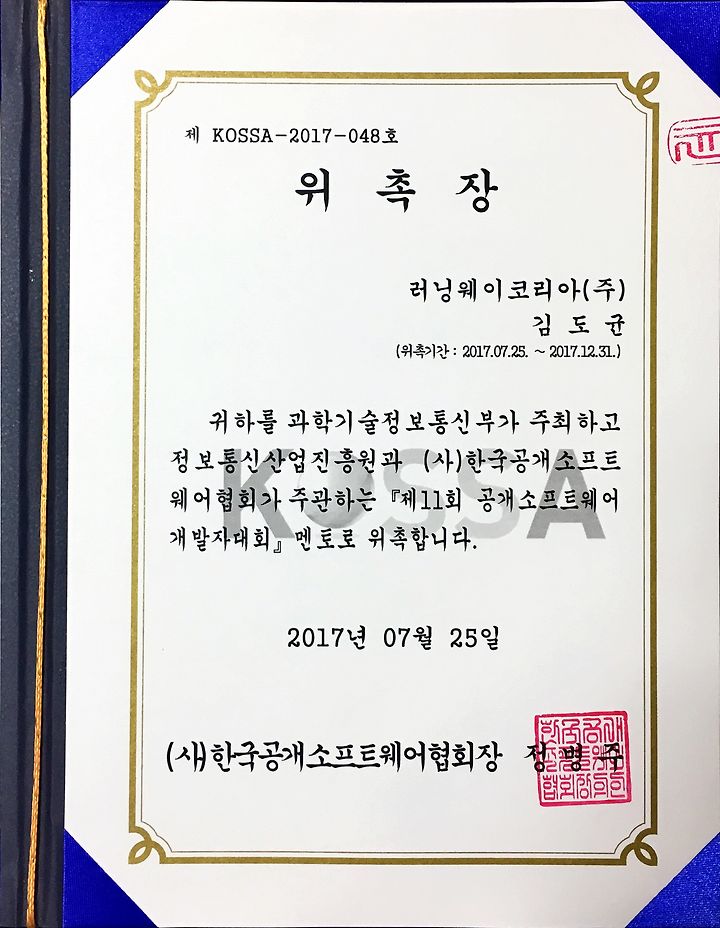 제 KOSSA-2017-048호
위 촉 장
러닝웨이코리아(주)
김 도 균
(위촉기간 : 2017.07.25. ~ 2017.12.31.)
귀하를 과학기술정보통신부가 주최하고
정보통신산업진흥원과 (사)한국공개소프트
웨어협회가 주관하는 『제11회 공개소프트웨어
개발자대회』 멘토로 위촉합니다.
KOSSA
2017년 07월 25일
(사)한국공개소프트웨어협회장 정병주